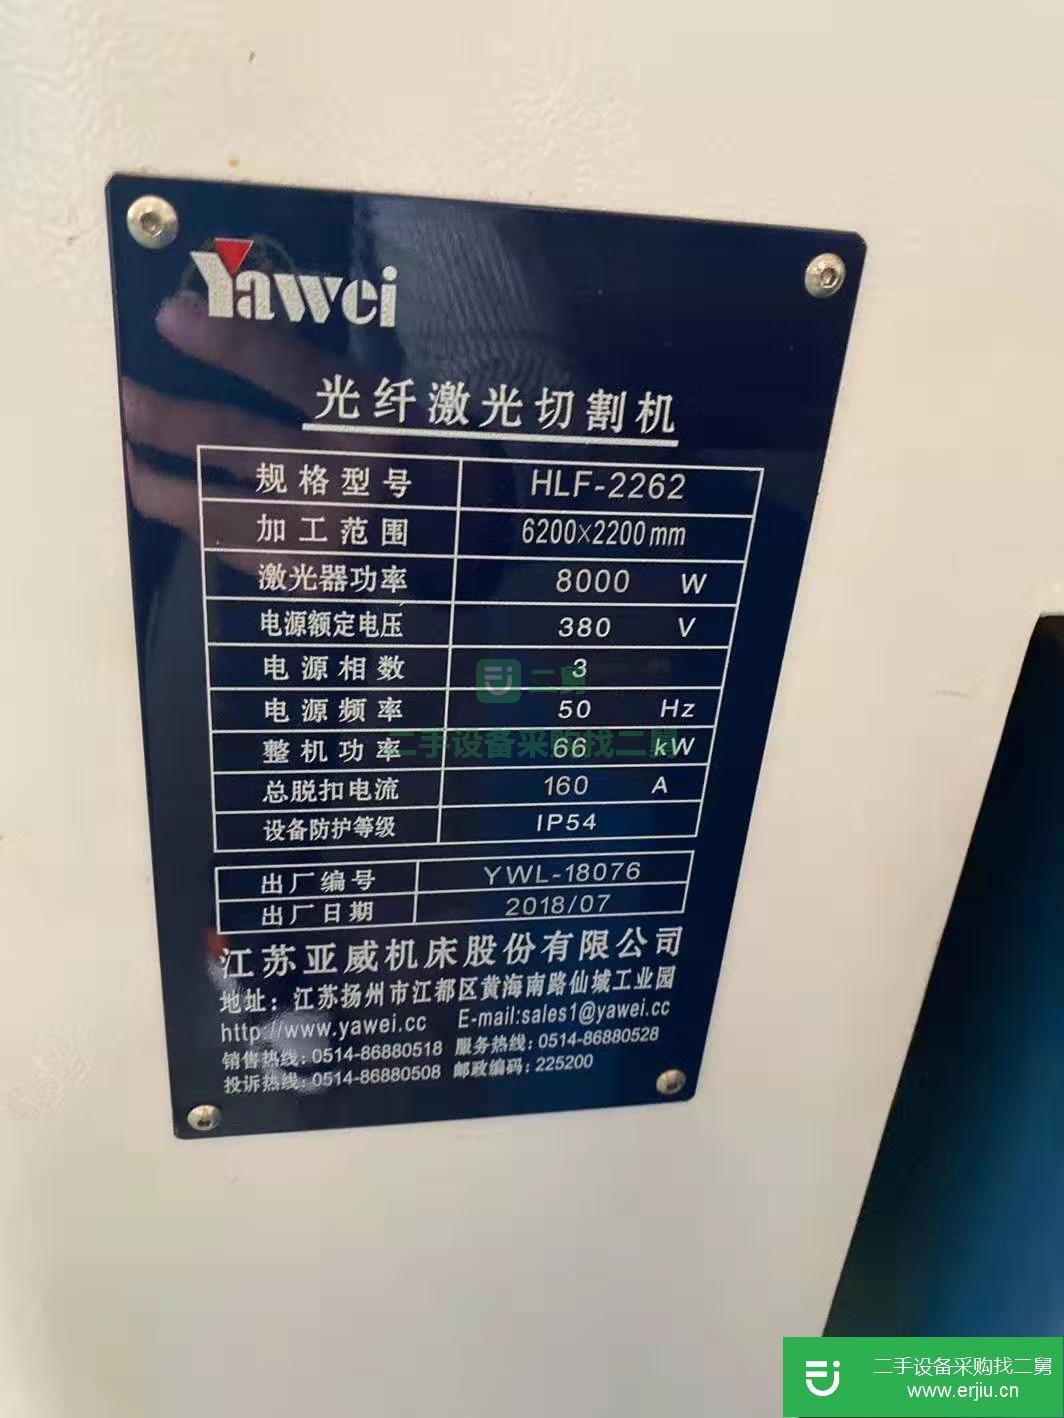 Yawei
光纤激光切割机
规格型号 HLF-2262
加工范围 6200×2200mm
激光器功率 8000 W
电源额定电压 380 V
电源相数 3
电源频率 50 Hz
整机功率 66 kW
总脱扣电流 160 A
设备防护等级 IP54
出厂编号 YWL-18076
出厂日期 2018/07
江苏亚威机床股份有限公司
地址：江苏扬州市江都区黄海南路仙城工业园
http://www.yawei.cc E-mail:sales1@yawei.cc
销售热线：0514-86880518 服务热线：0514-86880528
投诉热线：0514-86880508 邮政编码：225200
二舅
二手设备采购找二舅
二手设备采购找二舅
www.erjiu.cn